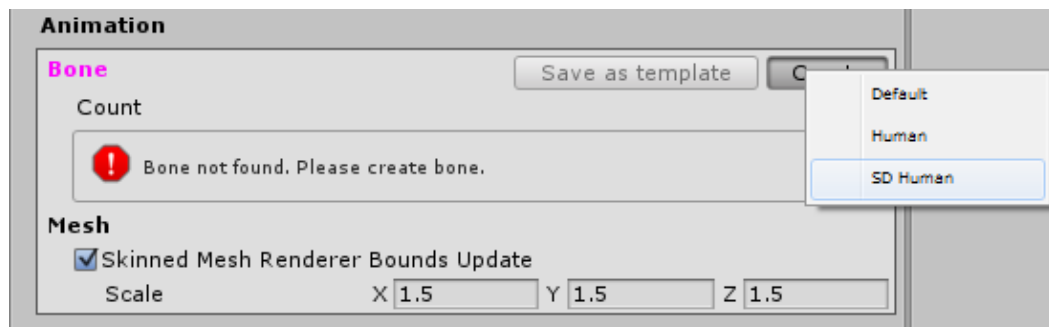 Animation
Bone
Save as template
Default
Count
Human
Bone not found. Please create bone.
SD Human
Mesh
Skinned Mesh Renderer Bounds Update
Scale X 1.5 Y 1.5 Z 1.5